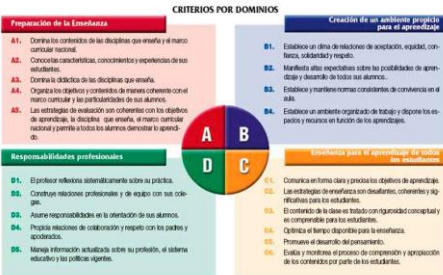 CRITERIOS POR DOMINIOS
Preparación de la Enseñanza
A1. Domina los contenidos de las disciplinas que enseña y el marco
curricular nacional.
A2. Conoce las características, conocimientos y experiencias de sus
estudiantes.
A3. Domina la didáctica de las disciplinas que enseña.
A4. Organiza los objetivos y contenidos de manera coherente con el
marco curricular y las particularidades de sus alumnos.
A5. Las estrategias de evaluación son coherentes con los objetivos
de aprendizaje, la disciplina que enseña, el marco curricular
nacional y permite a todos los alumnos demostrar lo aprendi-
do.
Creación de un ambiente propicio
para el aprendizaje
B1. Establece un clima de relaciones de aceptación, equidad, con-
fianza, solidaridad y respeto.
B2. Manifiesta altas expectativas sobre las posibilidades de apren-
dizaje y desarrollo de todos sus alumnos.
B3. Establece y mantiene normas consistentes de convivencia en el
aula.
B4. Establece un ambiente organizado de trabajo y dispone los es-
pacios y recursos en función de los aprendizajes.
A B
D C
Responsabilidades profesionales
D1. El profesor reflexiona sistemáticamente sobre su práctica.
D2. Construye relaciones profesionales y de equipo con sus cole-
gas.
D3. Asume responsabilidades en la orientación de sus alumnos.
D4. Propicia relaciones de colaboración y respeto con los padres y
apoderados.
D5. Maneja información actualizada sobre su profesión, el sistema
educativo y las políticas vigentes.
Enseñanza para el aprendizaje de todos
los estudiantes
C1. Comunica en forma clara y precisa los objetivos de aprendizaje.
C2. Las estrategias de enseñanza son desafiantes, coherentes y sig-
nificativas para los estudiantes.
C3. El contenido de la clase es tratado con rigurosidad conceptual y
es comprensible para los estudiantes.
C4. Optimiza el tiempo disponible para la enseñanza.
C5. Promueve el desarrollo del pensamiento.
C6. Evalúa y monitorea el proceso de comprensión y apropiación
de los contenidos por parte de los estudiantes.